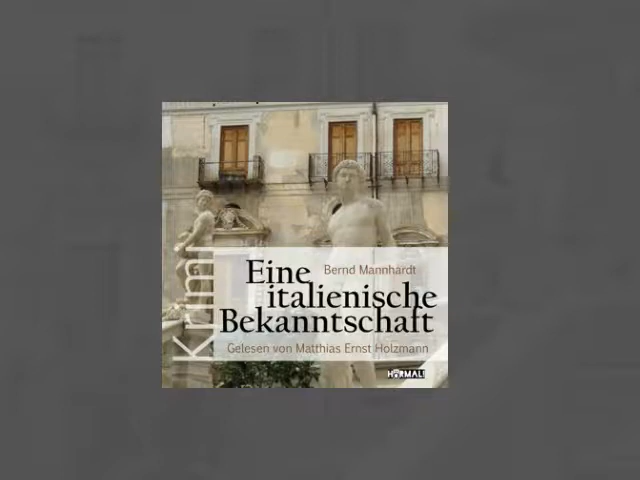 Krimi
Eine
Bernd Mannhardt
italienische
Bekanntschaft
Gelesen von Matthias Ernst Holzmann
HÖRMAL!